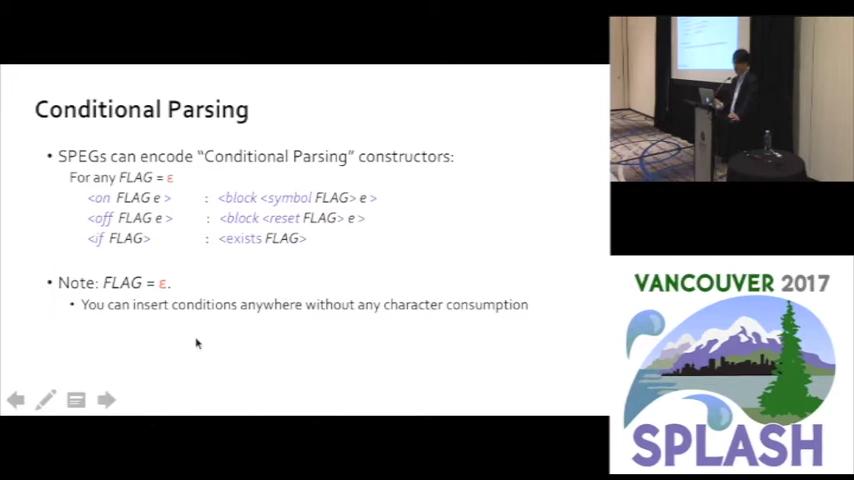 Conditional Parsing
• SPEGs can encode "Conditional Parsing" constructors:
For any FLAG = ε
<on FLAG e > : <block <symbol FLAG> e >
<off FLAG e > : <block <reset FLAG> e >
<if FLAG> : <exists FLAG>
• Note: FLAG = ε.
• You can insert conditions anywhere without any character consumption
VANCOUVER 2017
SPLASH